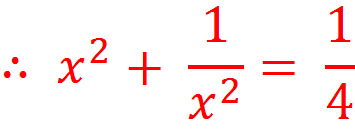 ∴ x² + 1/x² = 1/4